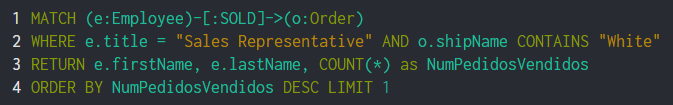 1 MATCH (e:Employee)-[:SOLD]->(o:Order)
2 WHERE e.title = "Sales Representative" AND o.shipName CONTAINS "White"
3 RETURN e.firstName, e.lastName, COUNT(*) as NumPedidosVendidos
4 ORDER BY NumPedidosVendidos DESC LIMIT 1